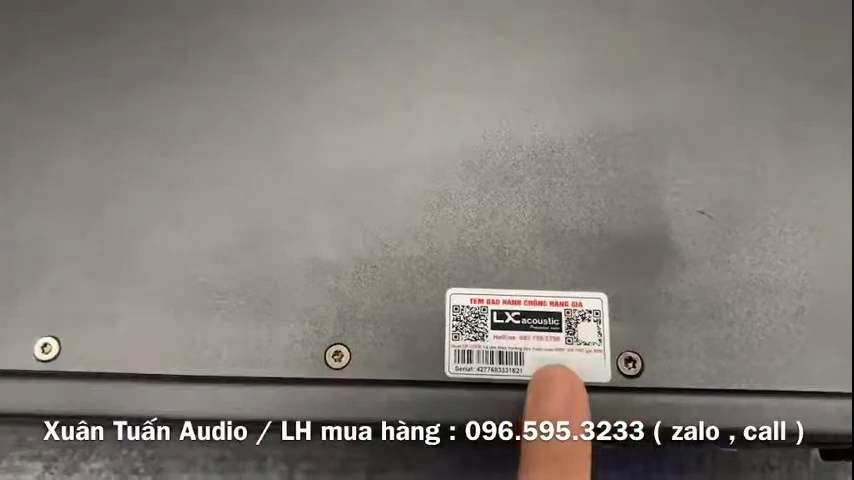 TEM BẢO HÀNH CHỐNG HÀNG GIẢ
LXacoustic
Hotline
Serial: 4277683331621
Xuân Tuấn Audio / LH mua hàng : 096.595.3233 ( zalo , call )